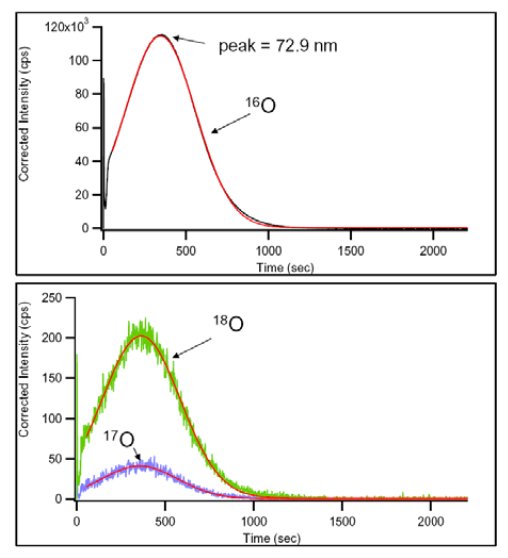 120x10³
100
80
60
40
20
0
Corrected Intensity (cps)
peak = 72.9 nm
¹⁶O
0 500 1000 1500 2000
Time (sec)
250
200
150
100
50
0
Corrected Intensity (cps)
¹⁸O
¹⁷O
0 500 1000 1500 2000
Time (sec)